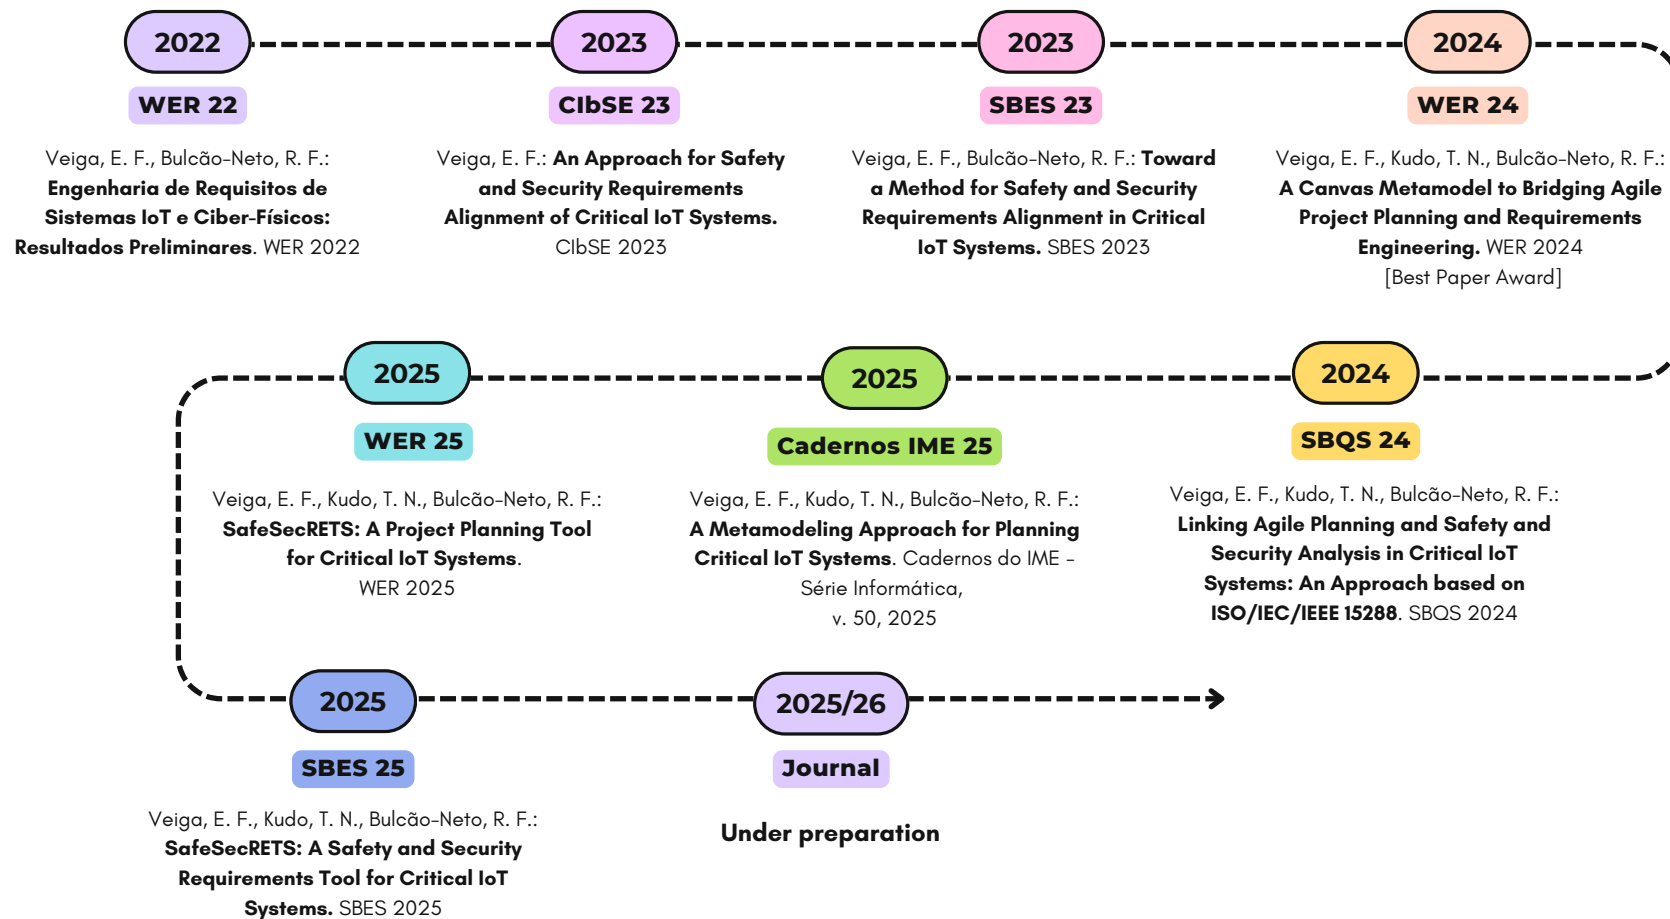 2022
WER 22
Veiga, E. F., Bulcão-Neto, R. F.:
Engenharia de Requisitos de
Sistemas IoT e Ciber-Físicos:
Resultados Preliminares. WER 2022
2023
CIbSE 23
Veiga, E. F.: An Approach for Safety
and Security Requirements
Alignment of Critical IoT Systems.
CIbSE 2023
2023
SBES 23
Veiga, E. F., Bulcão-Neto, R. F.: Toward
a Method for Safety and Security
Requirements Alignment in Critical
IoT Systems. SBES 2023
2024
WER 24
Veiga, E. F., Kudo, T. N., Bulcão-Neto, R. F.:
A Canvas Metamodel to Bridging Agile
Project Planning and Requirements
Engineering. WER 2024
[Best Paper Award]
2024
SBQS 24
Veiga, E. F., Kudo, T. N., Bulcão-Neto, R. F.:
Linking Agile Planning and Safety and
Security Analysis in Critical IoT
Systems: An Approach based on
ISO/IEC/IEEE 15288. SBQS 2024
2025
Cadernos IME 25
Veiga, E. F., Kudo, T. N., Bulcão-Neto, R. F.:
A Metamodeling Approach for Planning
Critical IoT Systems. Cadernos do IME -
Série Informática,
v. 50, 2025
2025
WER 25
Veiga, E. F., Kudo, T. N., Bulcão-Neto, R. F.:
SafeSecRETS: A Project Planning Tool
for Critical IoT Systems.
WER 2025
2025
SBES 25
Veiga, E. F., Kudo, T. N., Bulcão-Neto, R. F.:
SafeSecRETS: A Safety and Security
Requirements Tool for Critical IoT
Systems. SBES 2025
2025/26
Journal
Under preparation